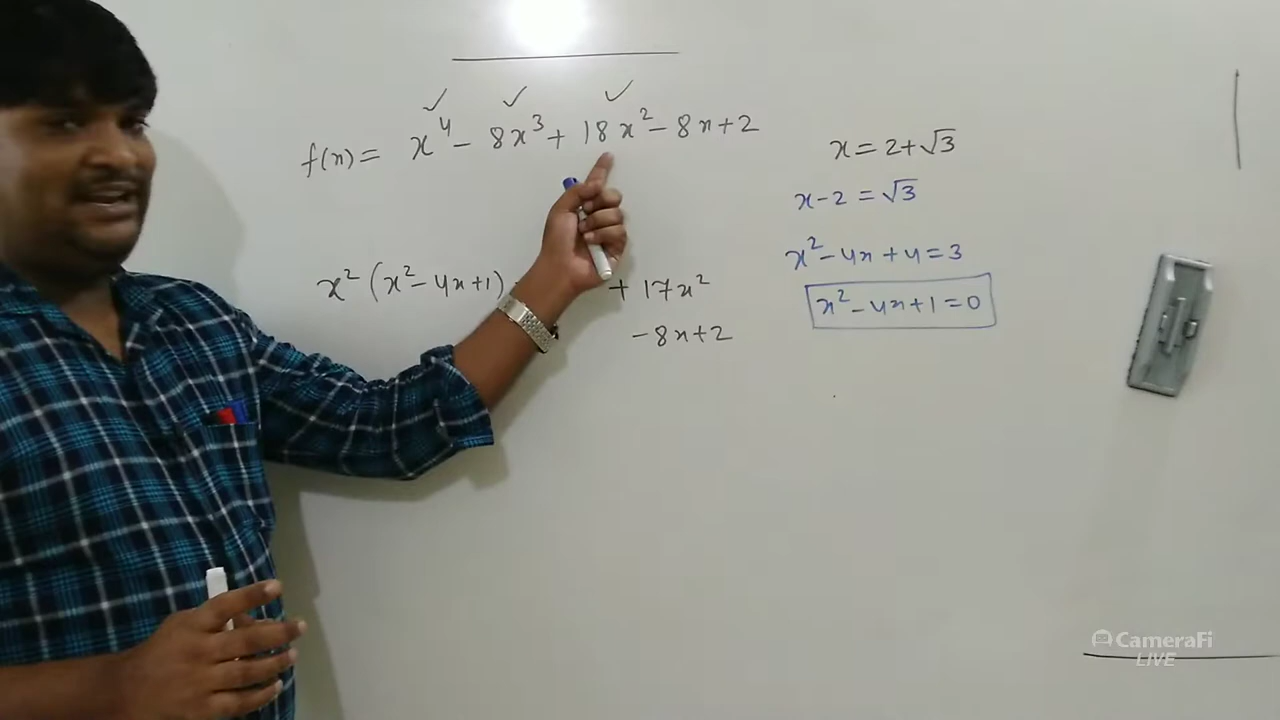 f(x) = x⁴ - 8x³ + 18x² - 8x + 2
x² (x² - 4x + 1) + 17x²
- 8x + 2
x = 2 + √3
x - 2 = √3
x² - 4x + 4 = 3
x² - 4x + 1 = 0
CameraFi
LIVE